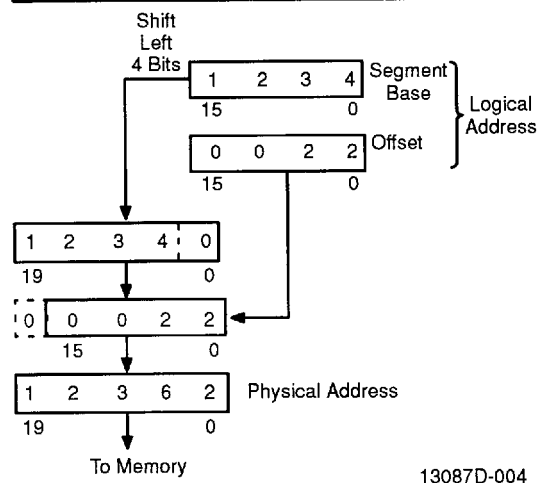 Shift
Left
4 Bits
1 2 3 4
Segment
Base
15 0
Logical
Address
0 0 2 2
Offset
15 0
1 2 3 4 0
19 0
0 0 0 2 2
15 0
1 2 3 6 2
Physical Address
19 0
To Memory
13087D-004